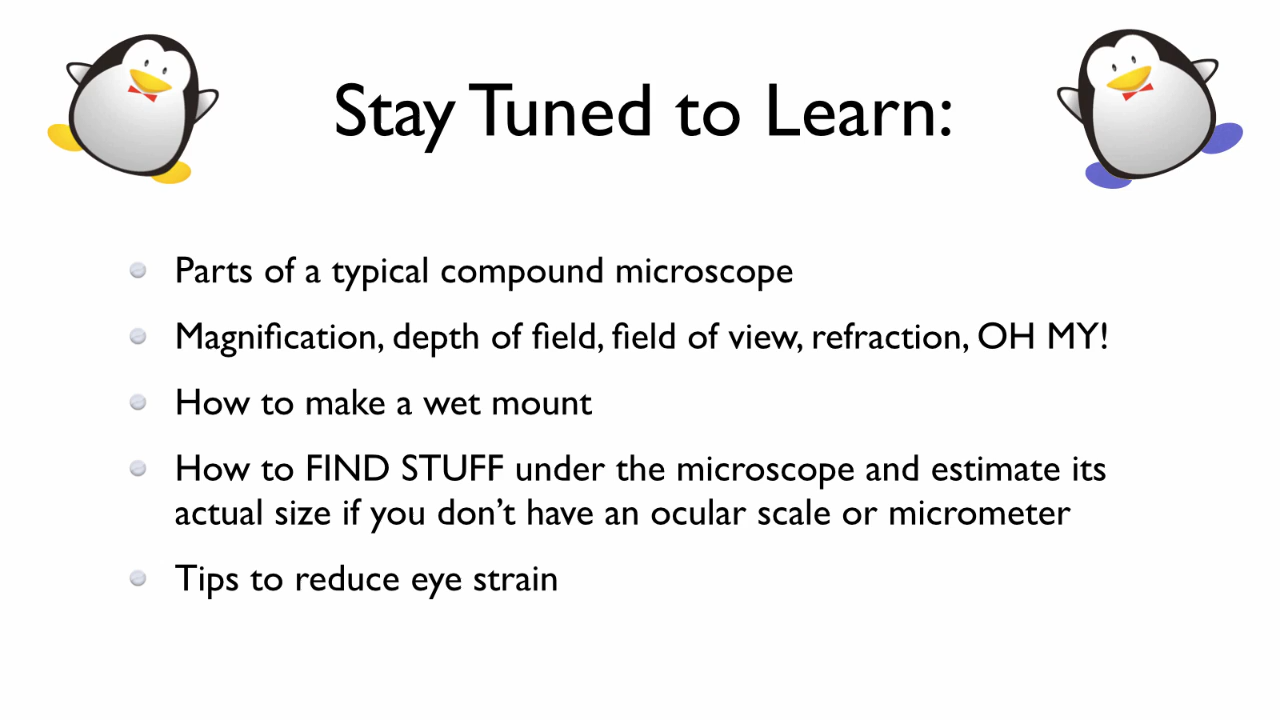 Stay Tuned to Learn:
Parts of a typical compound microscope
Magnification, depth of field, field of view, refraction, OH MY!
How to make a wet mount
How to FIND STUFF under the microscope and estimate its
actual size if you don’t have an ocular scale or micrometer
Tips to reduce eye strain